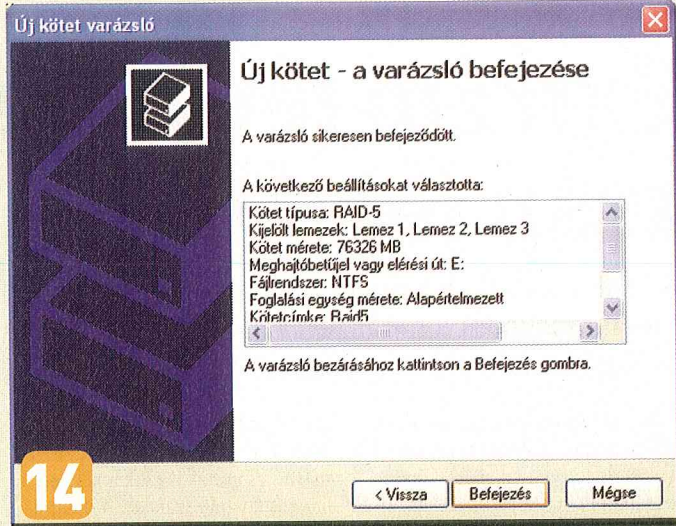 Új kötet varázsló
Új kötet - a varázsló befejezése
A varázsló sikeresen befejeződött.
A következő beállításokat választotta:
Kötet típusa: RAID-5
Kijelölt lemezek: Lemez 1, Lemez 2, Lemez 3
Kötet mérete: 76326 MB
Meghajtóbetűjel vagy elérési út: E:
Fájlrendszer: NTFS
Foglalási egység mérete: Alapértelmezett
Kötetcímke: Raid5
A varázsló bezárásához kattintson a Befejezés gombra.
14
< Vissza
Befejezés
Mégse